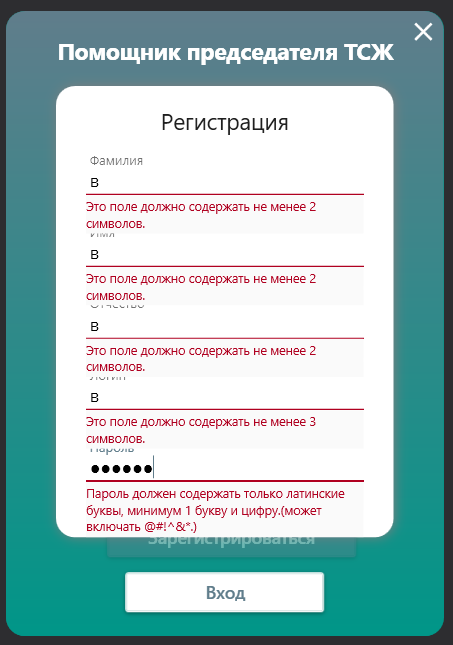 Помощник председателя ТСЖ
Регистрация
Фамилия
В
Это поле должно содержать не менее 2
символов.
Имя
В
Это поле должно содержать не менее 2
символов.
Отчество
В
Это поле должно содержать не менее 2
символов.
Логин
В
Это поле должно содержать не менее 3
символов.
Пароль
●●●●●●
Пароль должен содержать только латинские
буквы, минимум 1 букву и цифру.(может
включать @#!^&*.)
Зарегистрироваться
Вход